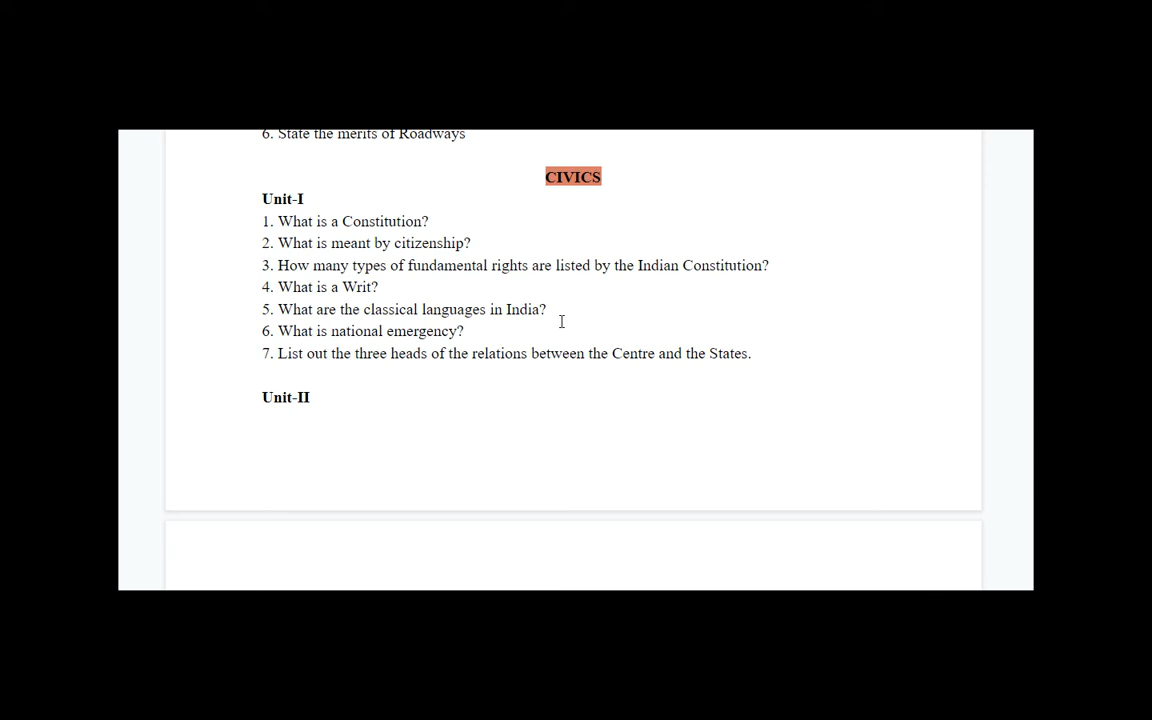 6. State the merits of Roadways
CIVICS
Unit-I
1. What is a Constitution?
2. What is meant by citizenship?
3. How many types of fundamental rights are listed by the Indian Constitution?
4. What is a Writ?
5. What are the classical languages in India?
6. What is national emergency?
7. List out the three heads of the relations between the Centre and the States.
Unit-II